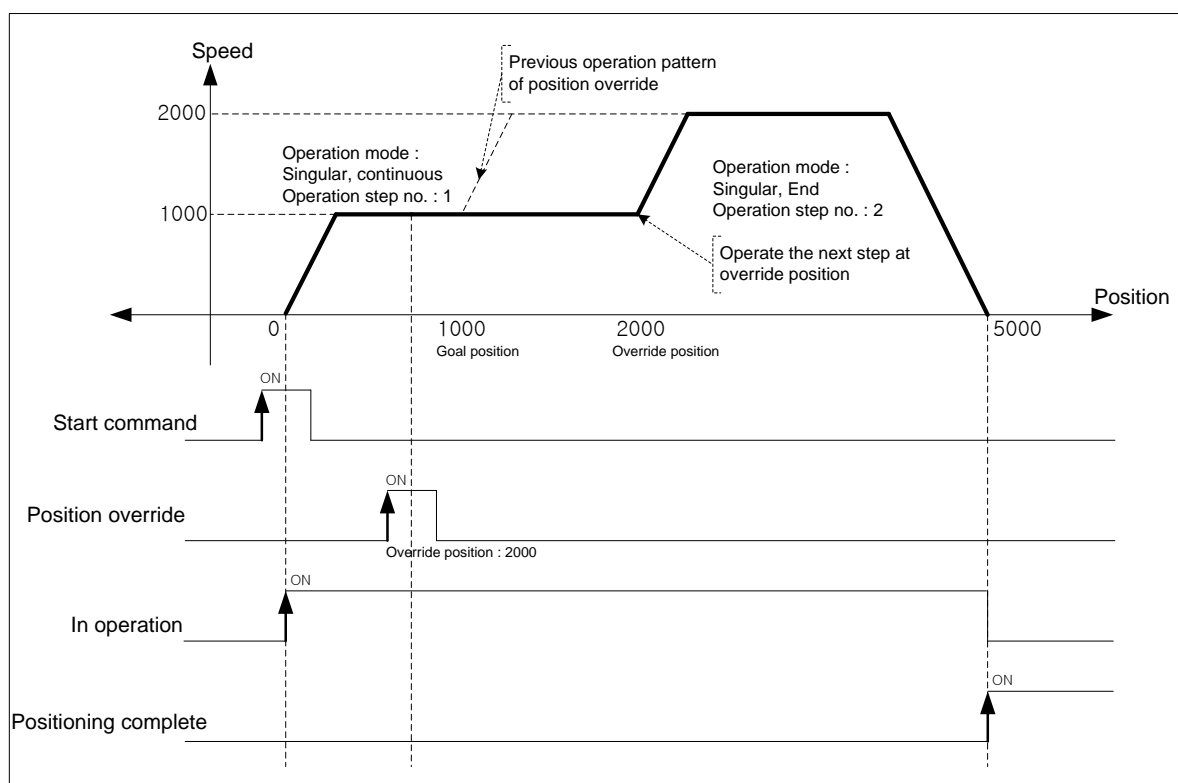 Speed
Previous operation pattern
of position override
2000
Operation mode :
Singular, continuous
Operation step no. : 1
Operation mode :
Singular, End
Operation step no. : 2
1000
Operate the next step at
override position
Position
0
1000
2000
5000
Goal position
Override position
ON
Start command
ON
Position override
Override position : 2000
ON
In operation
ON
Positioning complete